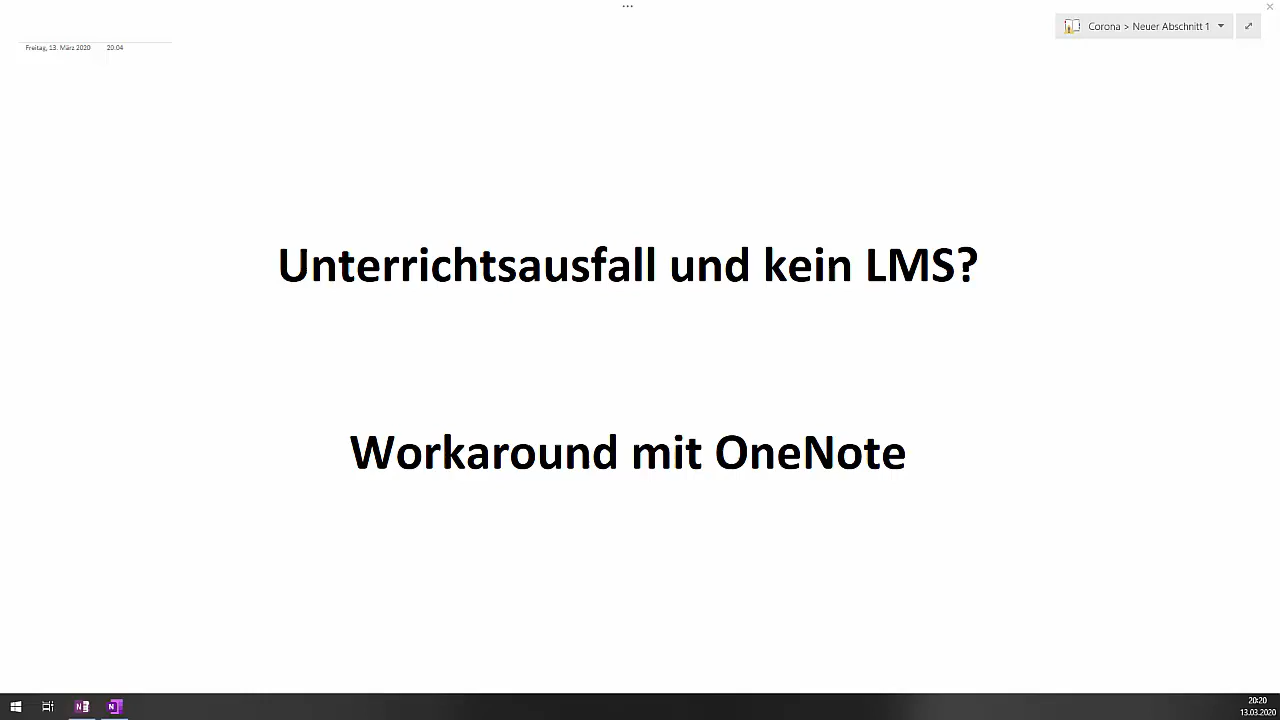 Corona > Neuer Abschnitt 1
Freitag, 13. März 2020 20:04
Unterrichtsausfall und kein LMS?
Workaround mit OneNote
20:20
13.03.2020